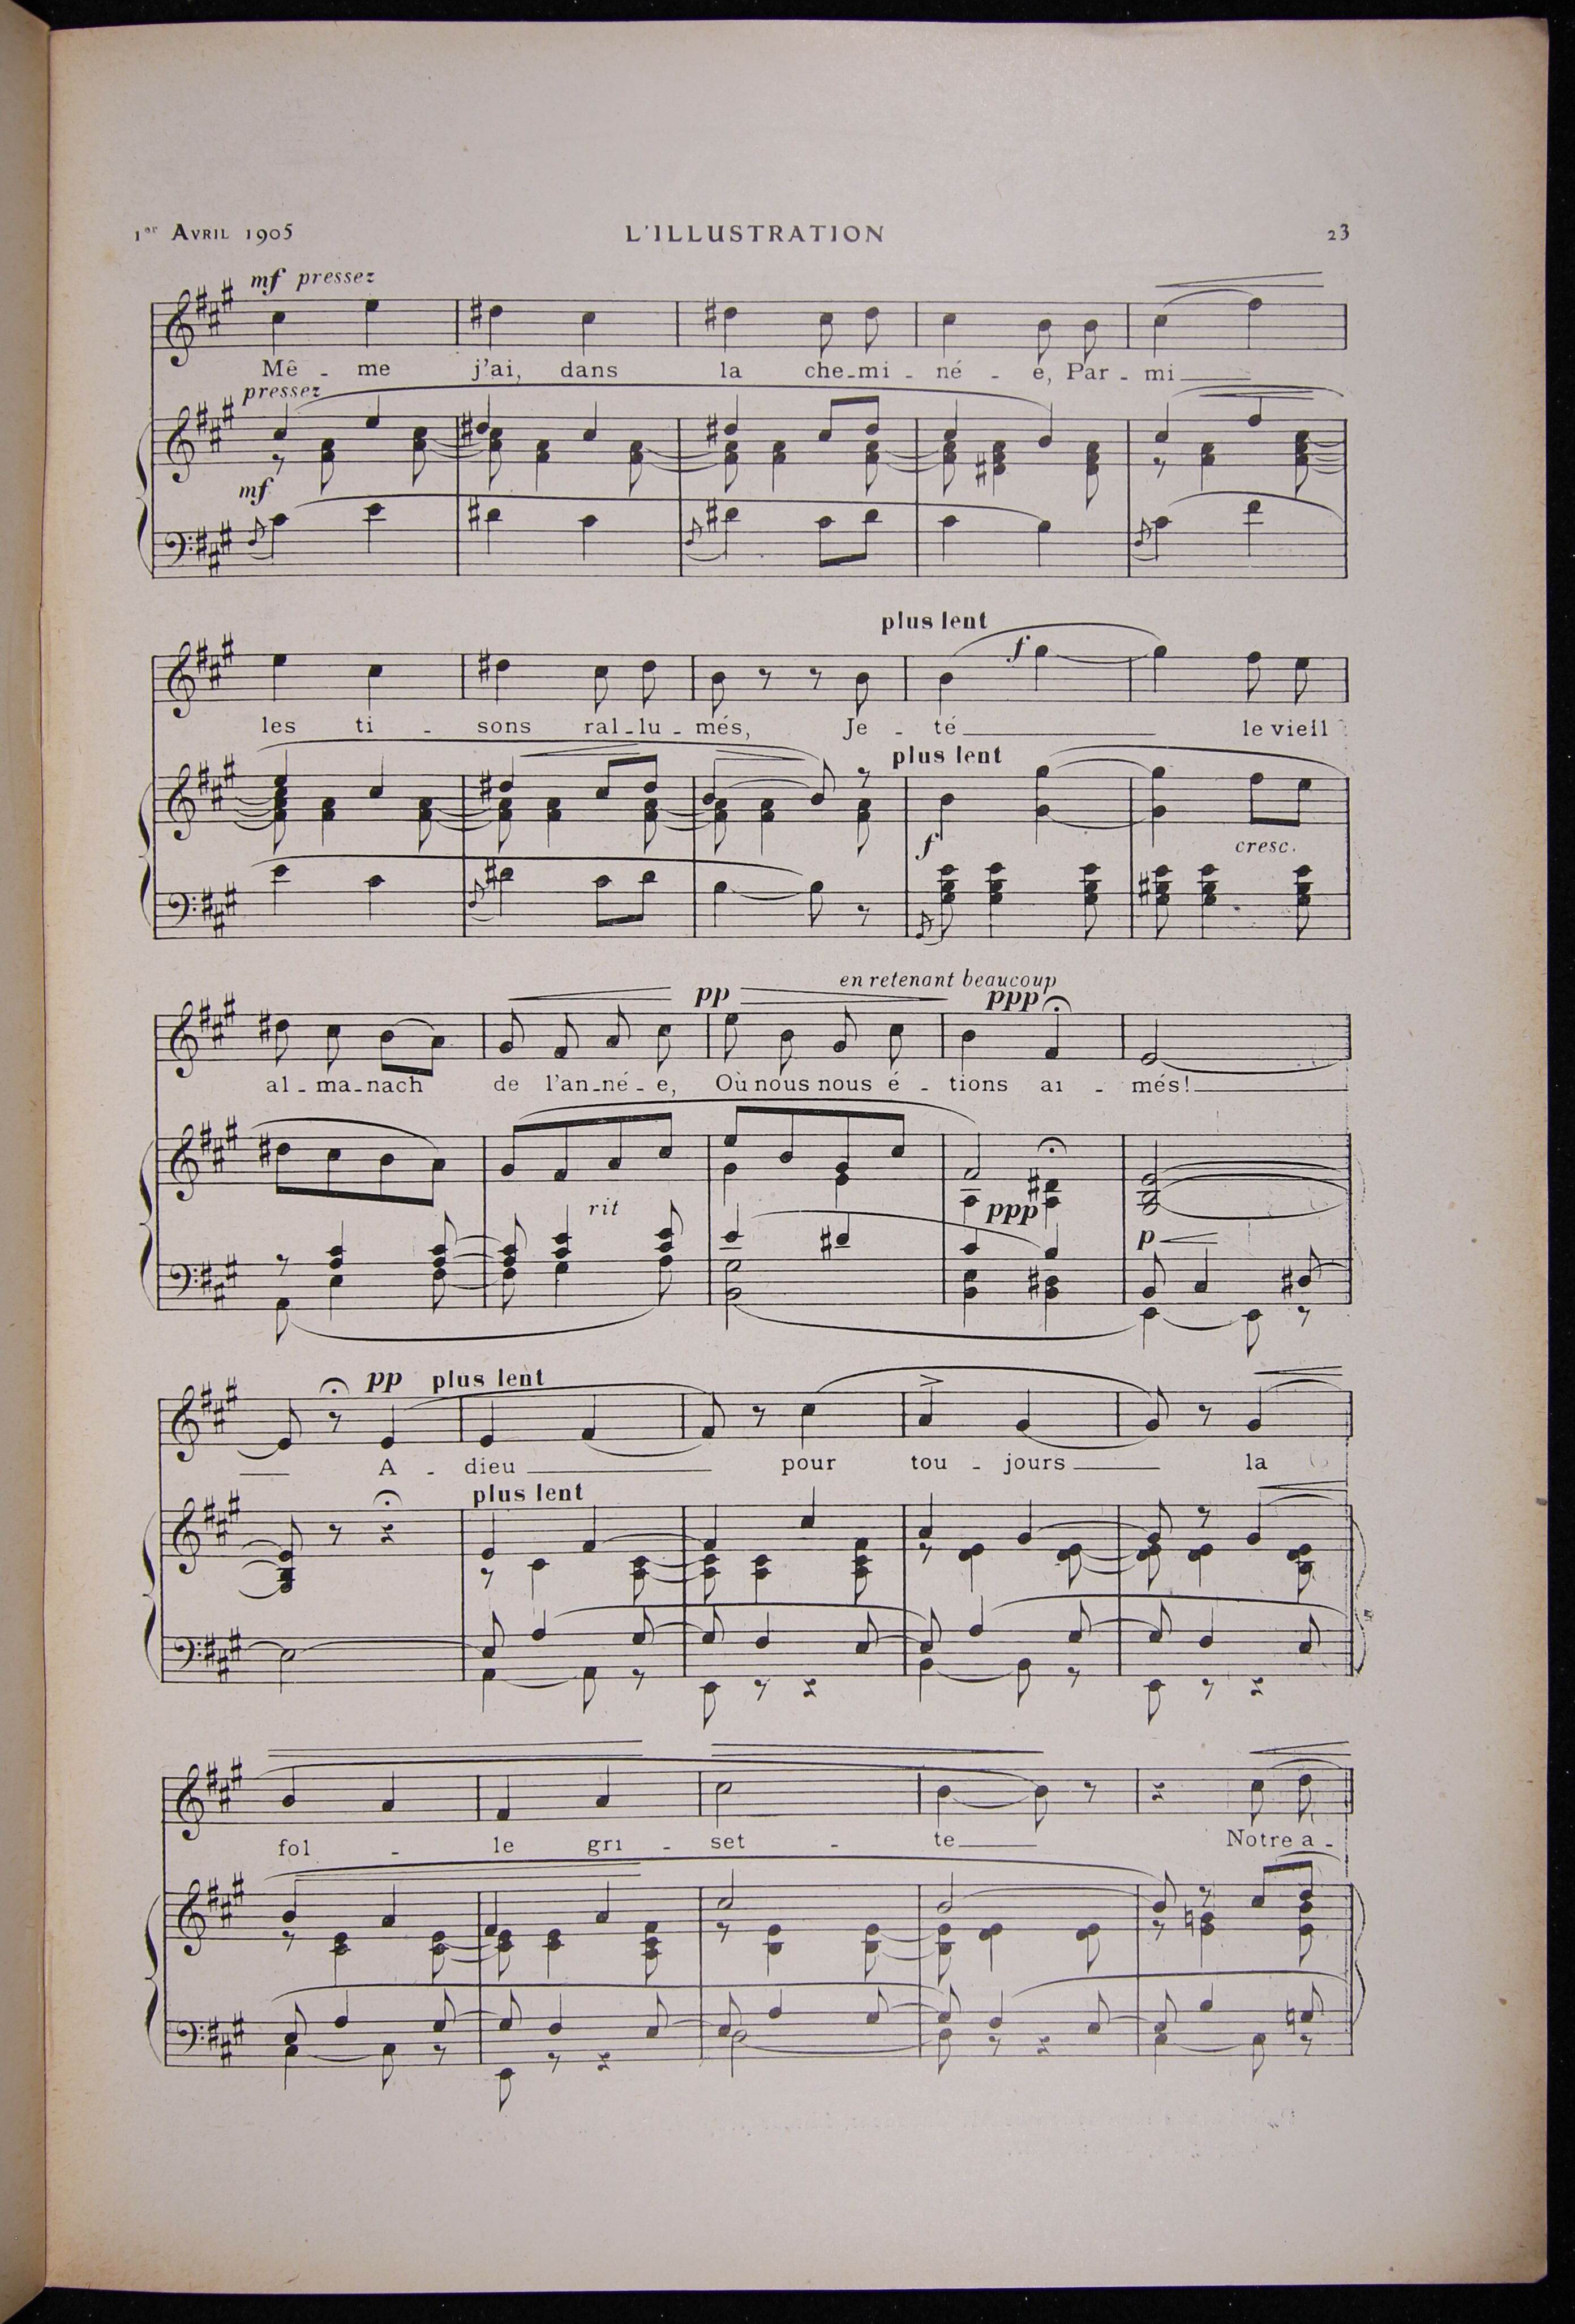 1er AVRIL 1905 L'ILLUSTRATION 23
mf pressez
Mê - me j'ai, dans la che-mi - né - e, Par - mi
pressez
mf
plus lent
f
les ti - sons ral-lu-més, Je - té le vieil
plus lent
f
cresc.
en retenant beaucoup
pp ppp
al-ma-nach de l'an-né-e, Où nous nous é - tions ai - més!
rit
ppp
p
pp plus lent
A - dieu pour tou - jours la
plus lent
fol - le gri - set - te Notre a -